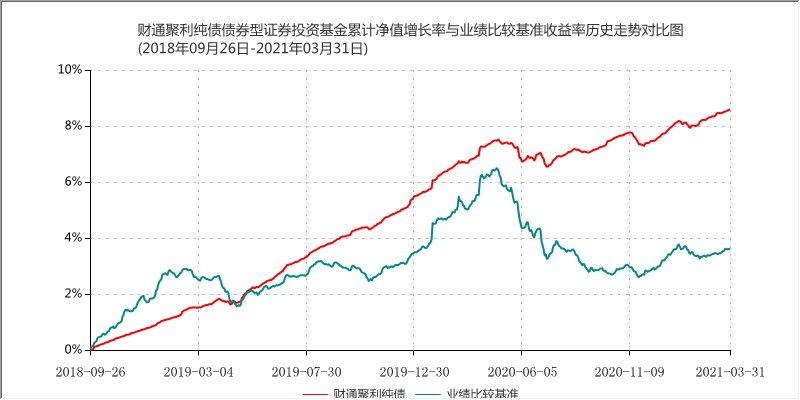 财通聚利纯债债券型证券投资基金累计净值增长率与业绩比较基准收益率历史走势对比图
(2018年09月26日-2021年03月31日)
10%
8%
6%
4%
2%
0%
2018-09-26 2019-03-04 2019-07-30 2019-12-30 2020-06-05 2020-11-09 2021-03-31
财通聚利纯债 业绩比较基准